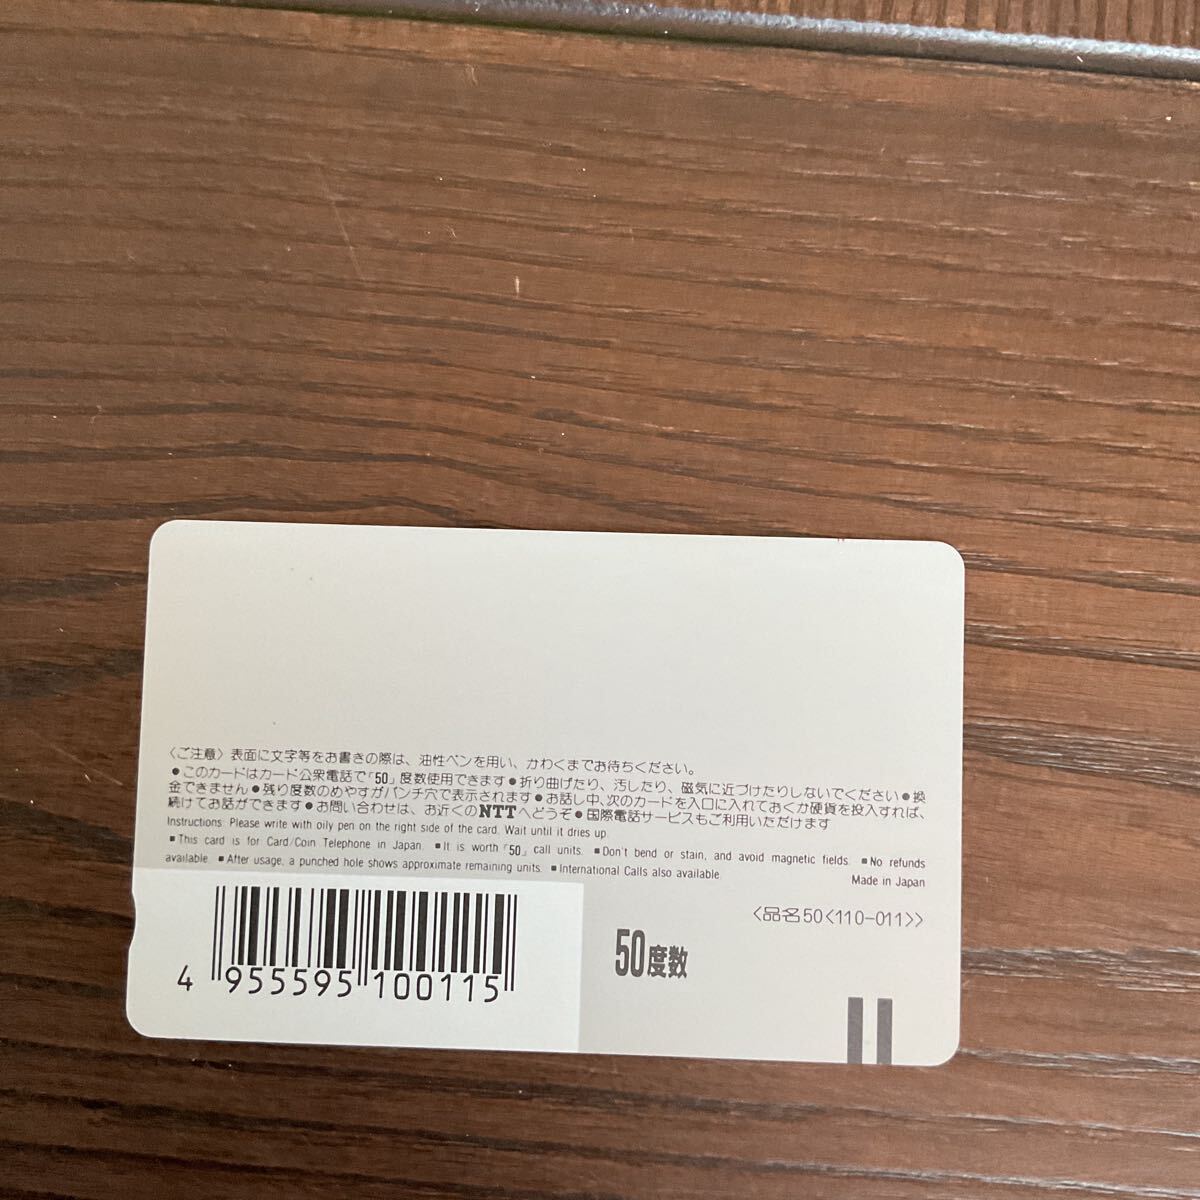 〈ご注意〉表面に文字等をお書きの際は、油性ペンを用い、かわくまでお待ちください。
●このカードはカード公衆電話で「50」度数使用できます●折り曲げたり、汚したり、磁気に近づけたりしないでください●換
金できません●残り度数のめやすがパンチ穴で表示されます●お話し中、次のカードを入口に入れておくか硬貨を投入すれば、
続けてお話ができます●お問い合わせは、お近くのNTTへどうぞ●国際電話サービスもご利用いただけます
Instructions: Please write with oily pen on the right side of the card. Wait until it dries up.
■This card is for Card/Coin Telephone in Japan. ■It is worth「50」call units. ■Don't bend or stain, and avoid magnetic fields. ■No refunds
available. ■After usage, a punched hole shows approximate remaining units. ■International Calls also available.
Made in Japan
〈品名50〈110-011〉〉
50度数
4 955595 100115